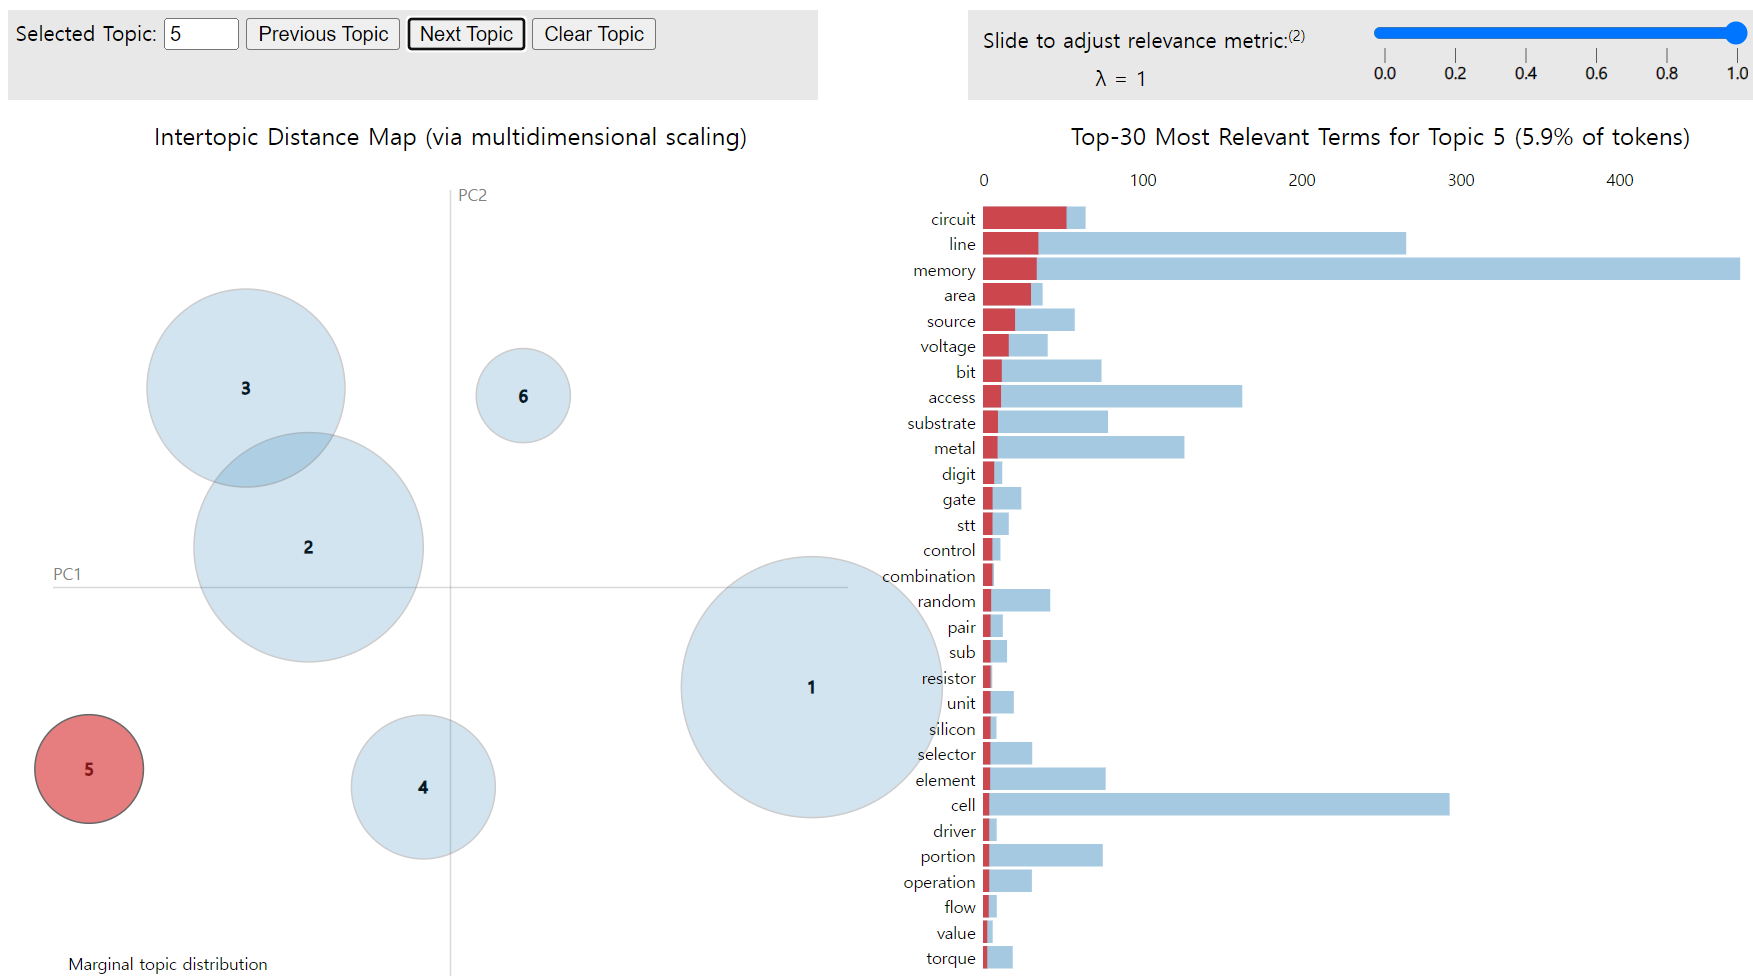 Selected Topic: 5 Previous Topic Next Topic Clear Topic
Slide to adjust relevance metric:(2)
λ = 1
0.0 0.2 0.4 0.6 0.8 1.0
Intertopic Distance Map (via multidimensional scaling)
PC2
PC1
3
6
2
1
5
4
Marginal topic distribution
Top-30 Most Relevant Terms for Topic 5 (5.9% of tokens)
0 100 200 300 400
circuit
line
memory
area
source
voltage
bit
access
substrate
metal
digit
gate
stt
control
combination
random
pair
sub
resistor
unit
silicon
selector
element
cell
driver
portion
operation
flow
value
torque